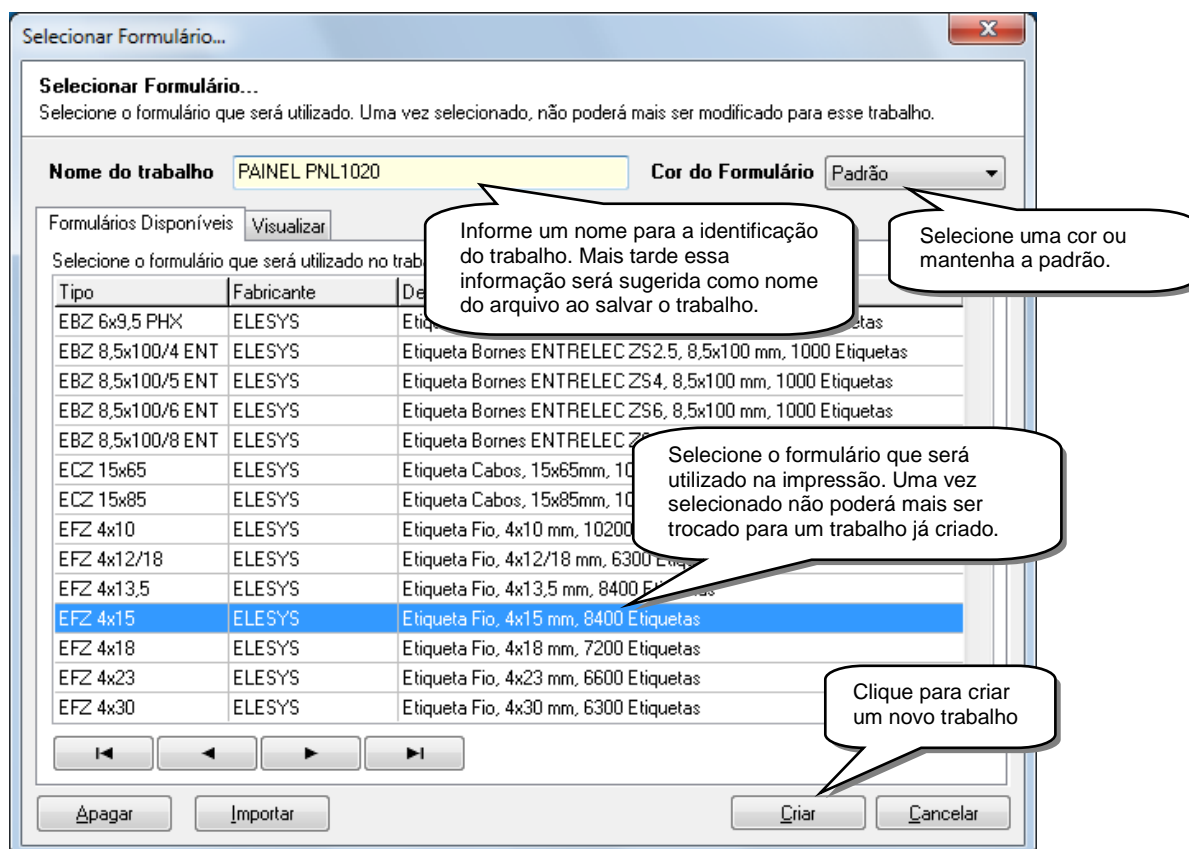 Selecionar Formulário...
Selecionar Formulário...
Selecione o formulário que será utilizado. Uma vez selecionado, não poderá mais ser modificado para esse trabalho.
Nome do trabalho PAINEL PNL1020 Cor do Formulário Padrão
Informe um nome para a identificação
do trabalho. Mais tarde essa
informação será sugerida como nome
do arquivo ao salvar o trabalho.
Selecione uma cor ou
mantenha a padrão.
Formulários Disponíveis Visualizar
Selecione o formulário que será utilizado no
Tipo Fabricante
EBZ 6x9,5 PHX ELESYS
EBZ 8,5x100/4 ENT ELESYS Etiqueta Bornes ENTRELEC ZS2.5, 8,5x100 mm, 1000 Etiquetas
EBZ 8,5x100/5 ENT ELESYS Etiqueta Bornes ENTRELEC ZS4, 8,5x100 mm, 1000 Etiquetas
EBZ 8,5x100/6 ENT ELESYS Etiqueta Bornes ENTRELEC ZS6, 8,5x100 mm, 1000 Etiquetas
EBZ 8,5x100/8 ENT ELESYS Etiqueta Bornes ENTRELEC
ECZ 15x65 ELESYS Etiqueta Cabos, 15x65mm,
ECZ 15x85 ELESYS Etiqueta Cabos, 15x85mm,
EFZ 4x10 ELESYS Etiqueta Fio, 4x10 mm, 10200
EFZ 4x12/18 ELESYS Etiqueta Fio, 4x12/18 mm, 6300
EFZ 4x13,5 ELESYS Etiqueta Fio, 4x13,5 mm, 8400
EFZ 4x15 ELESYS Etiqueta Fio, 4x15 mm, 8400 Etiquetas
EFZ 4x18 ELESYS Etiqueta Fio, 4x18 mm, 7200 Etiquetas
EFZ 4x23 ELESYS Etiqueta Fio, 4x23 mm, 6600 Etiquetas
EFZ 4x30 ELESYS Etiqueta Fio, 4x30 mm, 6300 Etiquetas
Selecione o formulário que será
utilizado na impressão. Uma vez
selecionado não poderá mais ser
trocado para um trabalho já criado.
Clique para criar
um novo trabalho
Apagar Importar Criar Cancelar